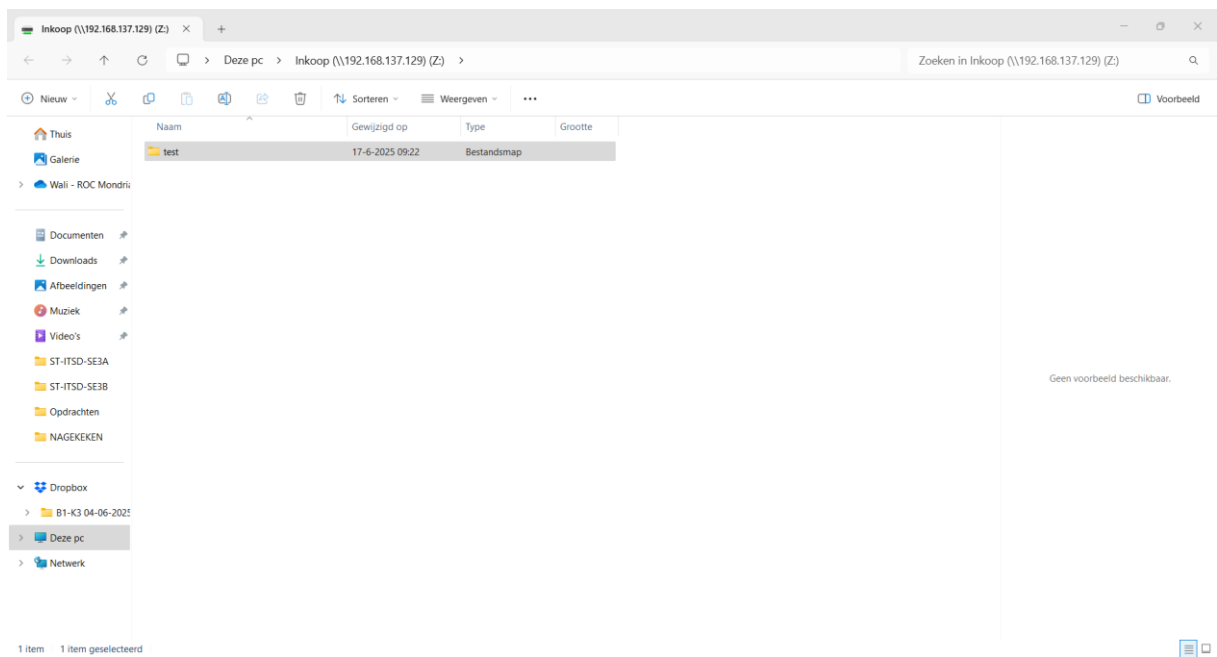 Inkoop (\\192.168.137.129) (Z:)
Deze pc > Inkoop (\\192.168.137.129) (Z:) >
Zoeken in Inkoop (\\192.168.137.129) (Z:)
Nieuw
Sorteren
Weergeven
Voorbeeld
Naam Gewijzigd op Type Grootte
test 17-6-2025 09:22 Bestandsmap
Thuis
Galerie
Wali - ROC Mondria
Documenten
Downloads
Afbeeldingen
Muziek
Video's
ST-ITSD-SE3A
ST-ITSD-SE3B
Opdrachten
NAGEKEKEN
Dropbox
B1-K3 04-06-2025
Deze pc
Netwerk
Geen voorbeeld beschikbaar.
1 item 1 item geselecteerd